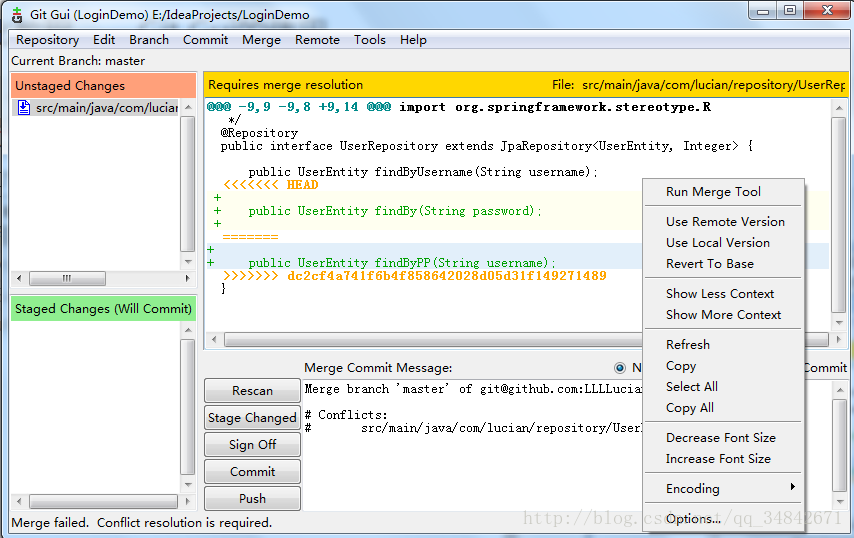 Git Gui (LoginDemo) E:/IdeaProjects/LoginDemo
Repository Edit Branch Commit Merge Remote Tools Help
Current Branch: master
Unstaged Changes
src/main/java/com/lucian
Staged Changes (Will Commit)
Requires merge resolution File: src/main/java/com/lucian/repository/UserRep
@@@ -9,9 -9,8 +9,14 @@@ import org.springframework.stereotype.R
*/
@Repository
public interface UserRepository extends JpaRepository<UserEntity, Integer> {
public UserEntity findByUsername(String username);
<<<<<<< HEAD
+
+ public UserEntity findBy(String password);
+
=======
+
+ public UserEntity findByPP(String username);
>>>>>>> dc2cf4a741f6b4f858642028d05d31f149271489
}
Run Merge Tool
Use Remote Version
Use Local Version
Revert To Base
Show Less Context
Show More Context
Refresh
Copy
Select All
Copy All
Decrease Font Size
Increase Font Size
Encoding
Options...
Rescan
Stage Changed
Sign Off
Commit
Push
Merge Commit Message: N Commit
Merge branch 'master' of git@github.com:LLLLucia
# Conflicts:
# src/main/java/com/lucian/repository/User
Merge failed. Conflict resolution is required.
http://blog.csdn.net/qq_34842671